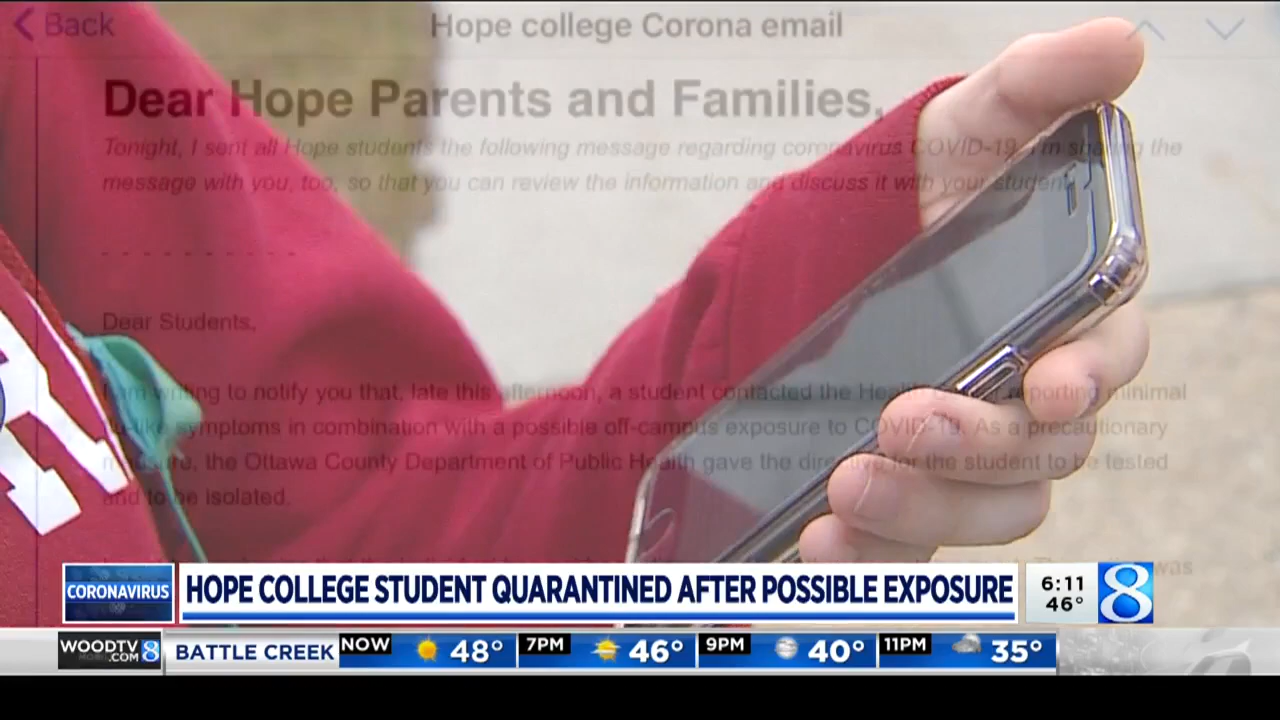 Back
Hope college Corona email
Dear Hope Parents and Families,
Tonight, I sent all Hope students the following message regarding coronavirus COVID-19. I'm sharing the
message with you, too, so that you can review the information and discuss it with your student.
Dear Students,
I am writing to notify you that, late this afternoon, a student contacted the Health reporting minimal
flu-like symptoms in combination with a possible off-campus exposure to COVID-19. As a precautionary
measure, the Ottawa County Department of Public Health gave the directive for the student to be tested
and to be isolated.
was
CORONAVIRUS
HOPE COLLEGE STUDENT QUARANTINED AFTER POSSIBLE EXPOSURE
6:11
46°
8
WOODTV
.COM 8
BATTLE CREEK
NOW 48°
7PM 46°
9PM 40°
11PM 35°